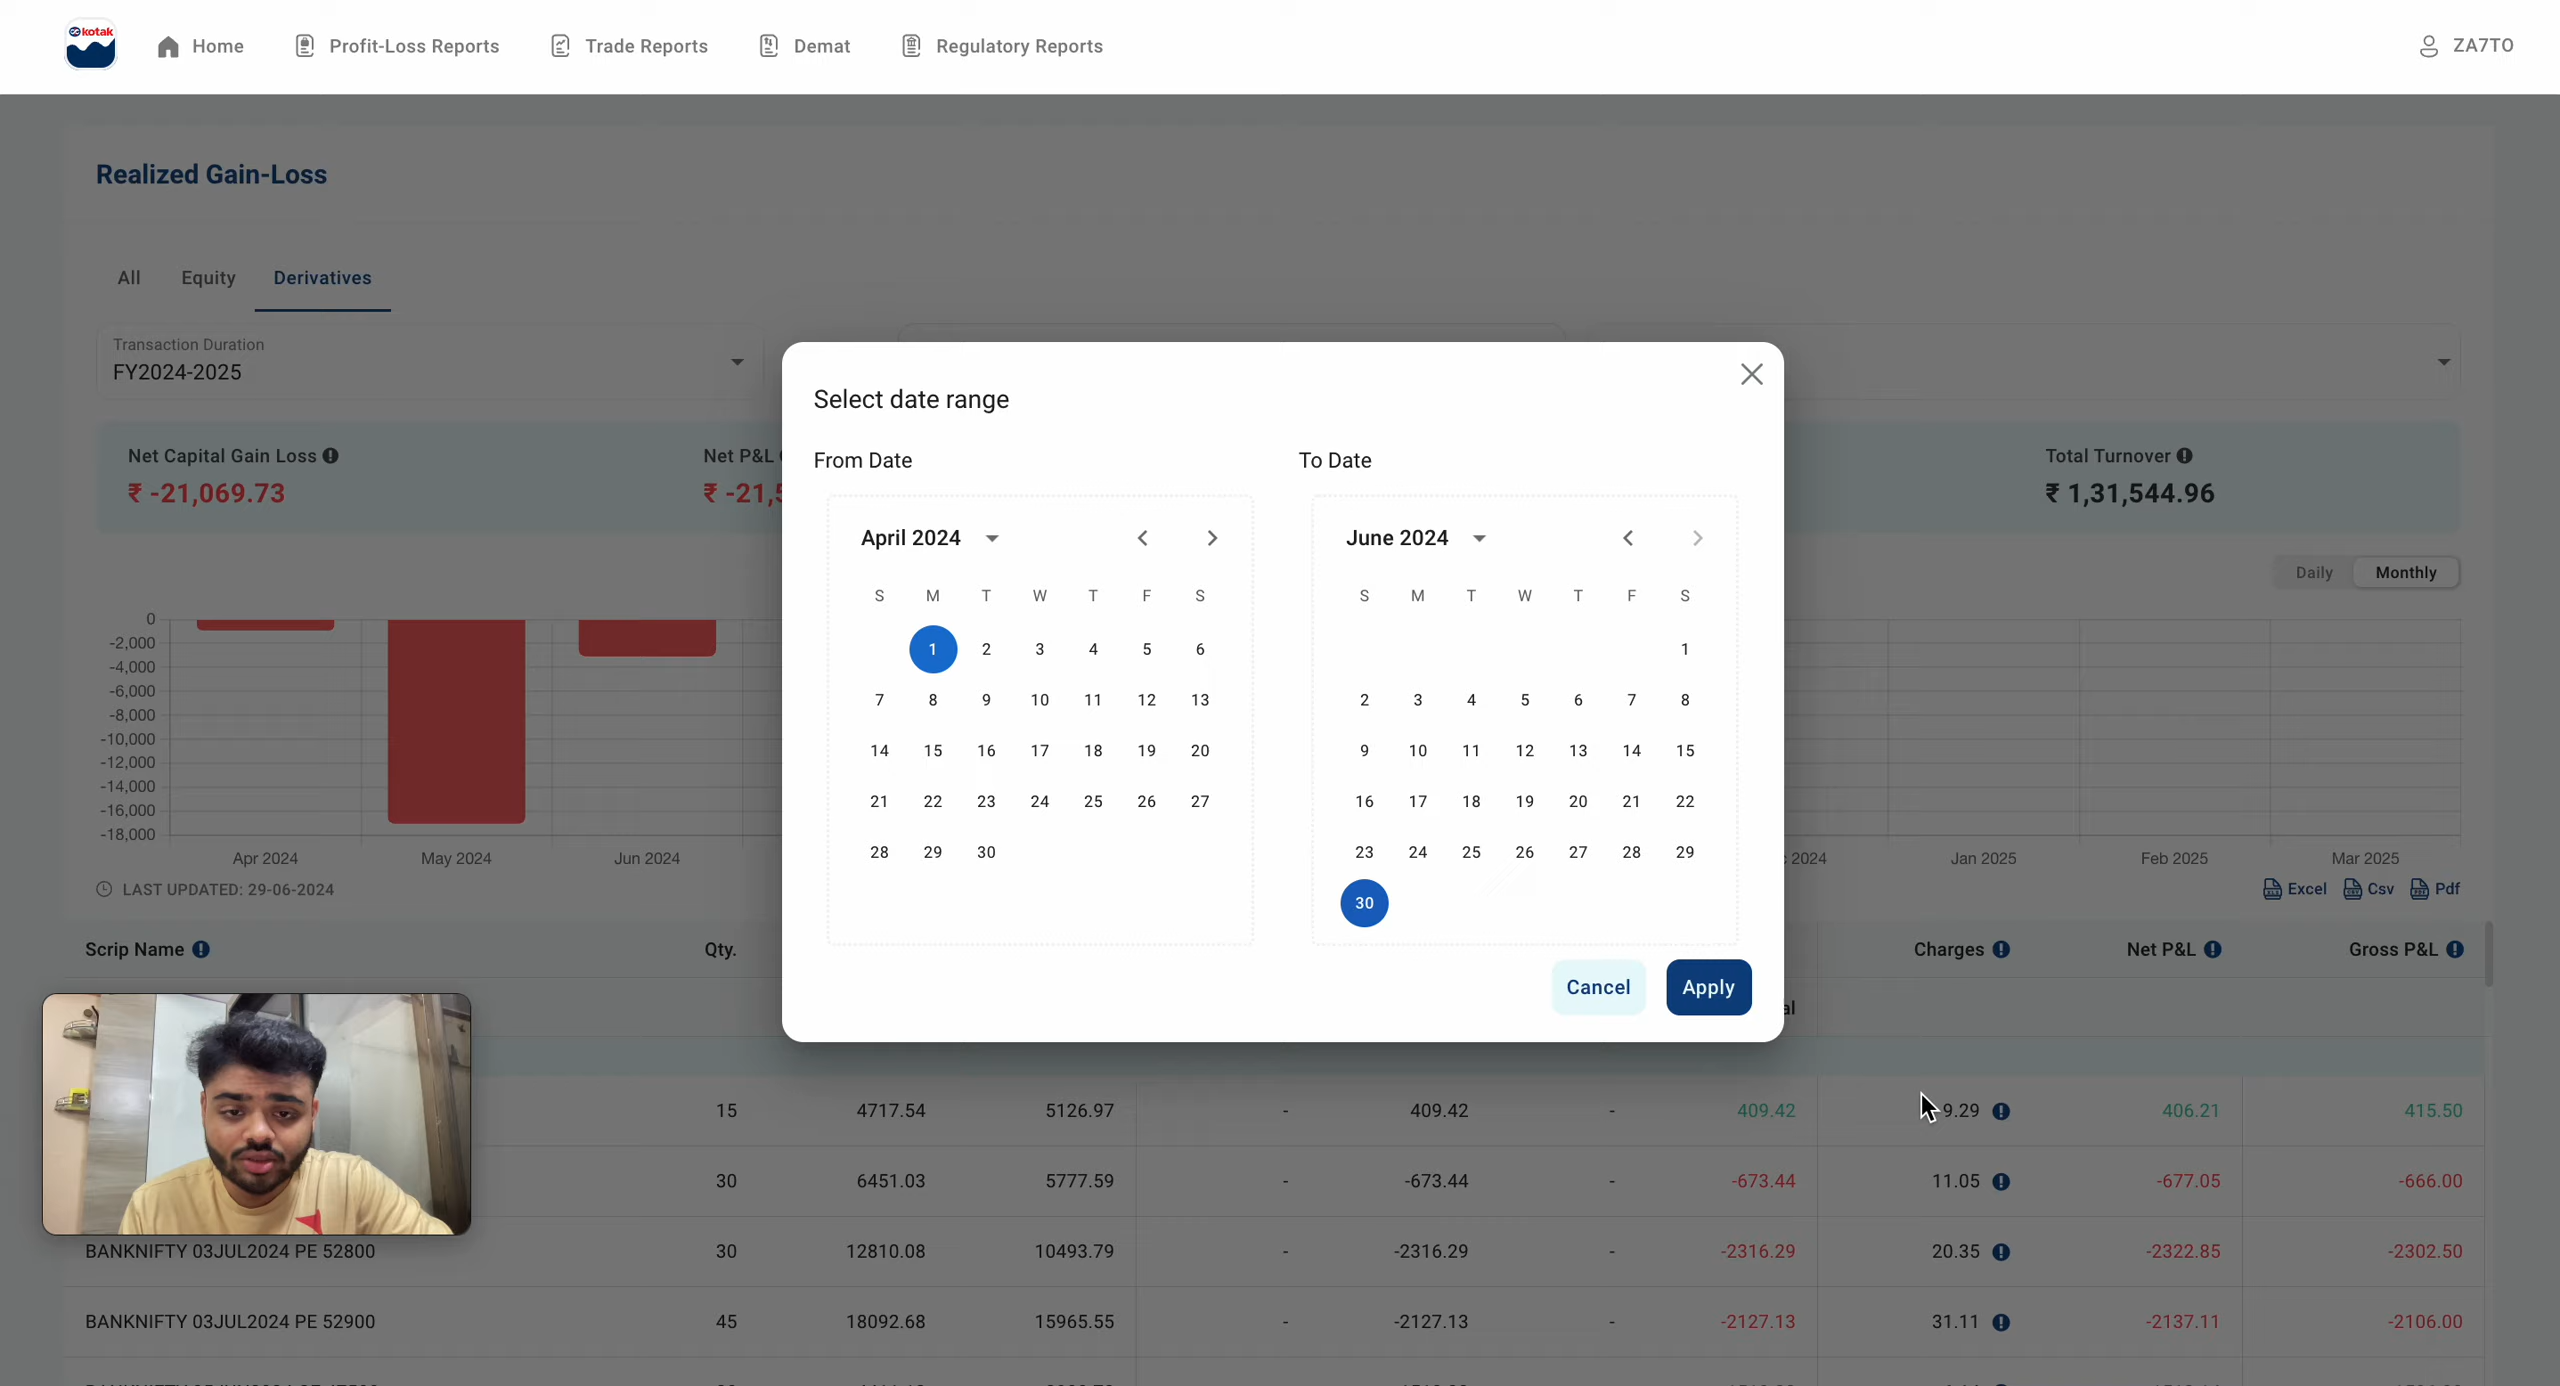 kotak
Home
Profit-Loss Reports
Trade Reports
Demat
Regulatory Reports
ZA7TO
Realized Gain-Loss
All
Equity
Derivatives
Transaction Duration
FY2024-2025
Net Capital Gain Loss
₹ -21,069.73
Net P&L
₹ -21,5
Total Turnover
₹ 1,31,544.96
Daily
Monthly
0
-2,000
-4,000
-6,000
-8,000
-10,000
-12,000
-14,000
-16,000
-18,000
Apr 2024
May 2024
Jun 2024
2024
Jan 2025
Feb 2025
Mar 2025
LAST UPDATED: 29-06-2024
Excel
Csv
Pdf
Select date range
From Date
To Date
April 2024
S M T W T F S
1 2 3 4 5 6
7 8 9 10 11 12 13
14 15 16 17 18 19 20
21 22 23 24 25 26 27
28 29 30
June 2024
S M T W T F S
1
2 3 4 5 6 7 8
9 10 11 12 13 14 15
16 17 18 19 20 21 22
23 24 25 26 27 28 29
30
Cancel
Apply
Scrip Name
Qty.
Charges
Net P&L
Gross P&L
al
15 4717.54 5126.97 - 409.42 - 409.42 9.29 406.21 415.50
30 6451.03 5777.59 - -673.44 - -673.44 11.05 -677.05 -666.00
BANKNIFTY 03JUL2024 PE 52800 30 12810.08 10493.79 - -2316.29 - -2316.29 20.35 -2322.85 -2302.50
BANKNIFTY 03JUL2024 PE 52900 45 18092.68 15965.55 - -2127.13 - -2127.13 31.11 -2137.11 -2106.00